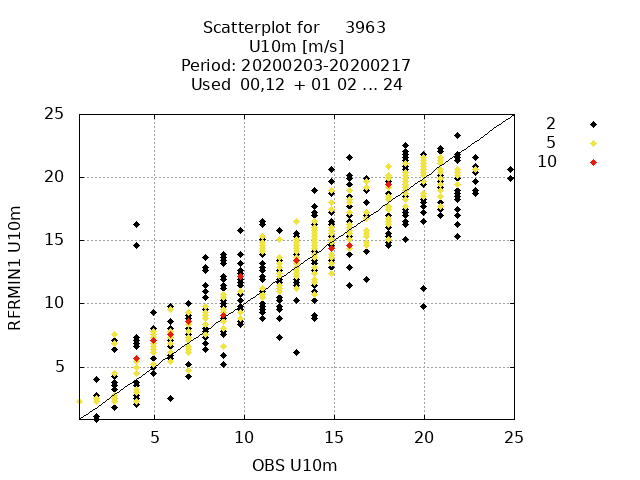 Scatterplot for 3963
U10m [m/s]
Period: 20200203-20200217
Used 00,12 + 01 02 ... 24
25
20
15
10
5
RFRMIN1 U10m
5
10
15
20
25
OBS U10m
2
5
10